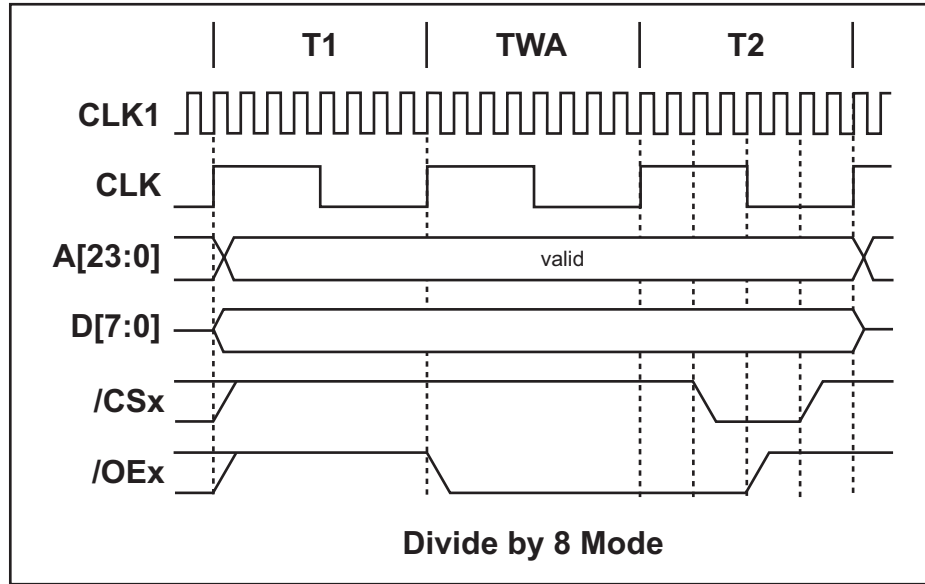 T1 TWA T2
CLK1
CLK
A[23:0] valid
D[7:0]
/CSx
/OEx
Divide by 8 Mode